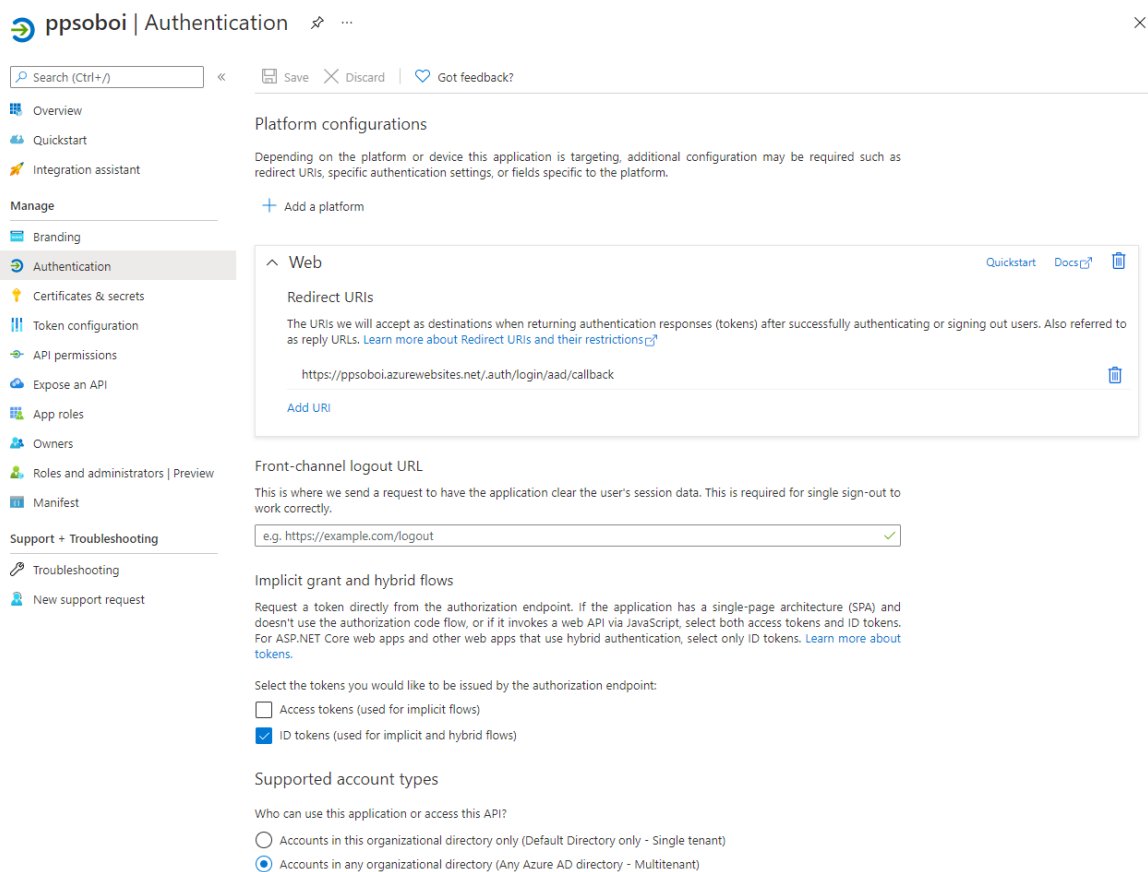 ppsoboi | Authentication
Search (Ctrl+/)
Overview
Quickstart
Integration assistant
Manage
Branding
Authentication
Certificates & secrets
Token configuration
API permissions
Expose an API
App roles
Owners
Roles and administrators | Preview
Manifest
Support + Troubleshooting
Troubleshooting
New support request
Save
Discard
Got feedback?
Platform configurations
Depending on the platform or device this application is targeting, additional configuration may be required such as
redirect URIs, specific authentication settings, or fields specific to the platform.
Add a platform
Web
Quickstart
Docs
Redirect URIs
The URIs we will accept as destinations when returning authentication responses (tokens) after successfully authenticating or signing out users. Also referred to
as reply URLs. Learn more about Redirect URIs and their restrictions
https://ppsoboi.azurewebsites.net/.auth/login/aad/callback
Add URI
Front-channel logout URL
This is where we send a request to have the application clear the user's session data. This is required for single sign-out to
work correctly.
e.g. https://example.com/logout
Implicit grant and hybrid flows
Request a token directly from the authorization endpoint. If the application has a single-page architecture (SPA) and
doesn't use the authorization code flow, or if it invokes a web API via JavaScript, select both access tokens and ID tokens.
For ASP.NET Core web apps and other web apps that use hybrid authentication, select only ID tokens. Learn more about
tokens.
Select the tokens you would like to be issued by the authorization endpoint:
Access tokens (used for implicit flows)
ID tokens (used for implicit and hybrid flows)
Supported account types
Who can use this application or access this API?
Accounts in this organizational directory only (Default Directory only - Single tenant)
Accounts in any organizational directory (Any Azure AD directory - Multitenant)